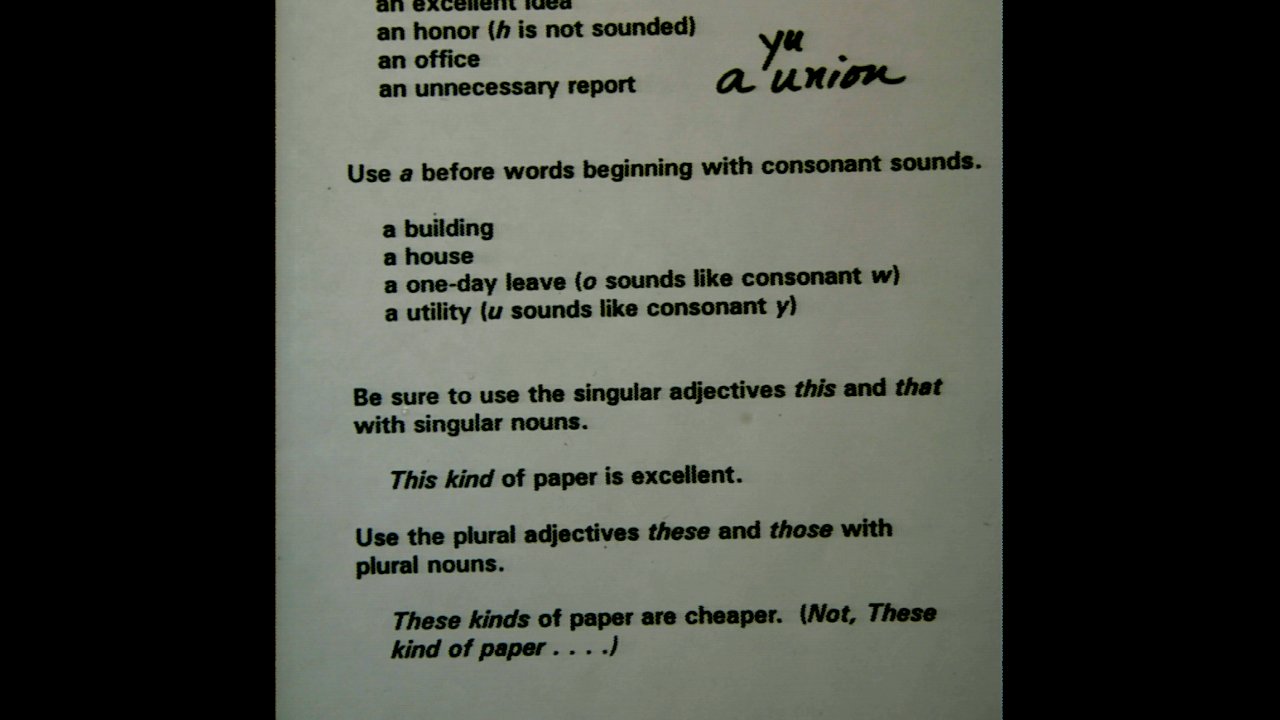 an excellent idea
an honor (h is not sounded)
yu
an office
a union
an unnecessary report
Use a before words beginning with consonant sounds.
a building
a house
a one-day leave (o sounds like consonant w)
a utility (u sounds like consonant y)
Be sure to use the singular adjectives this and that
with singular nouns.
This kind of paper is excellent.
Use the plural adjectives these and those with
plural nouns.
These kinds of paper are cheaper. (Not, These
kind of paper . . . .)